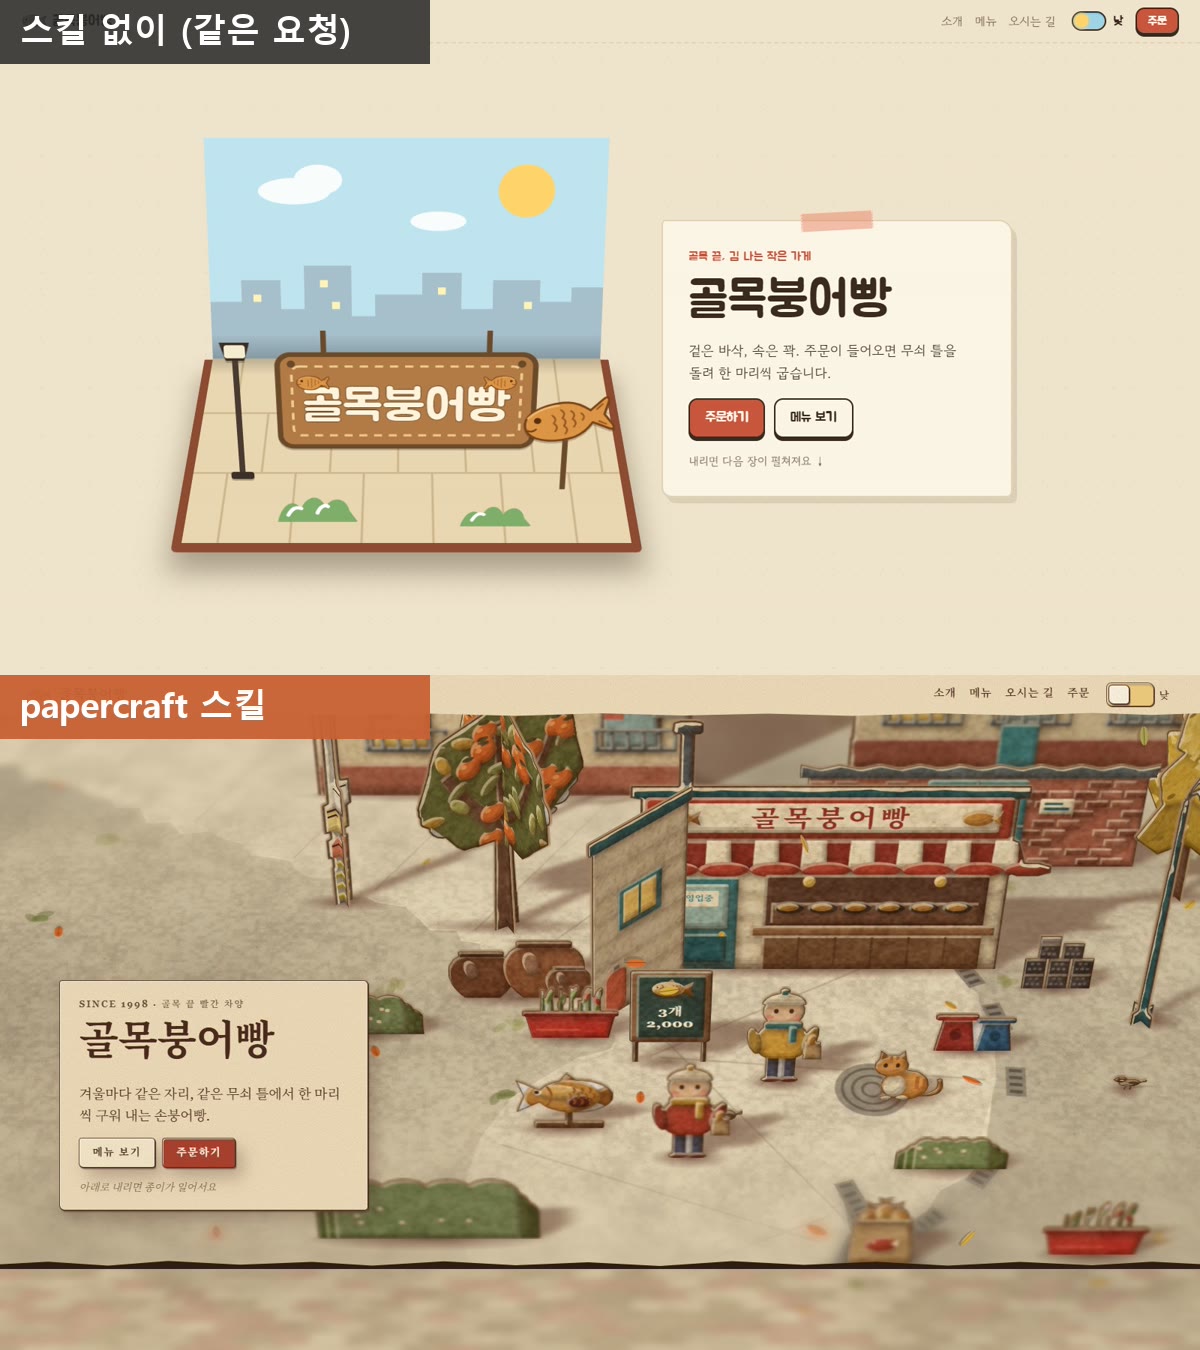 스킬 없이 (같은 요청)
소개 메뉴 오시는 길 낮 주문
골목 끝. 김 나는 작은 가게
골목붕어빵
겉은 바삭, 속은 꽉. 주문이 들어오면 무쇠 틀을
돌려 한 마리씩 굽습니다.
주문하기 메뉴 보기
내리면 다음 장이 펼쳐져요 ↓
골목붕어빵
papercraft 스킬
소개 메뉴 오시는 길 주문 낮
골목붕어빵
영업중
3개
2,000
SINCE 1998 · 골목 끝 빨간 차양
골목붕어빵
겨울마다 같은 자리, 같은 무쇠 틀에서 한 마리
씩 구워 내는 손붕어빵.
메뉴 보기 주문하기
아래로 내리면 종이가 일어서요